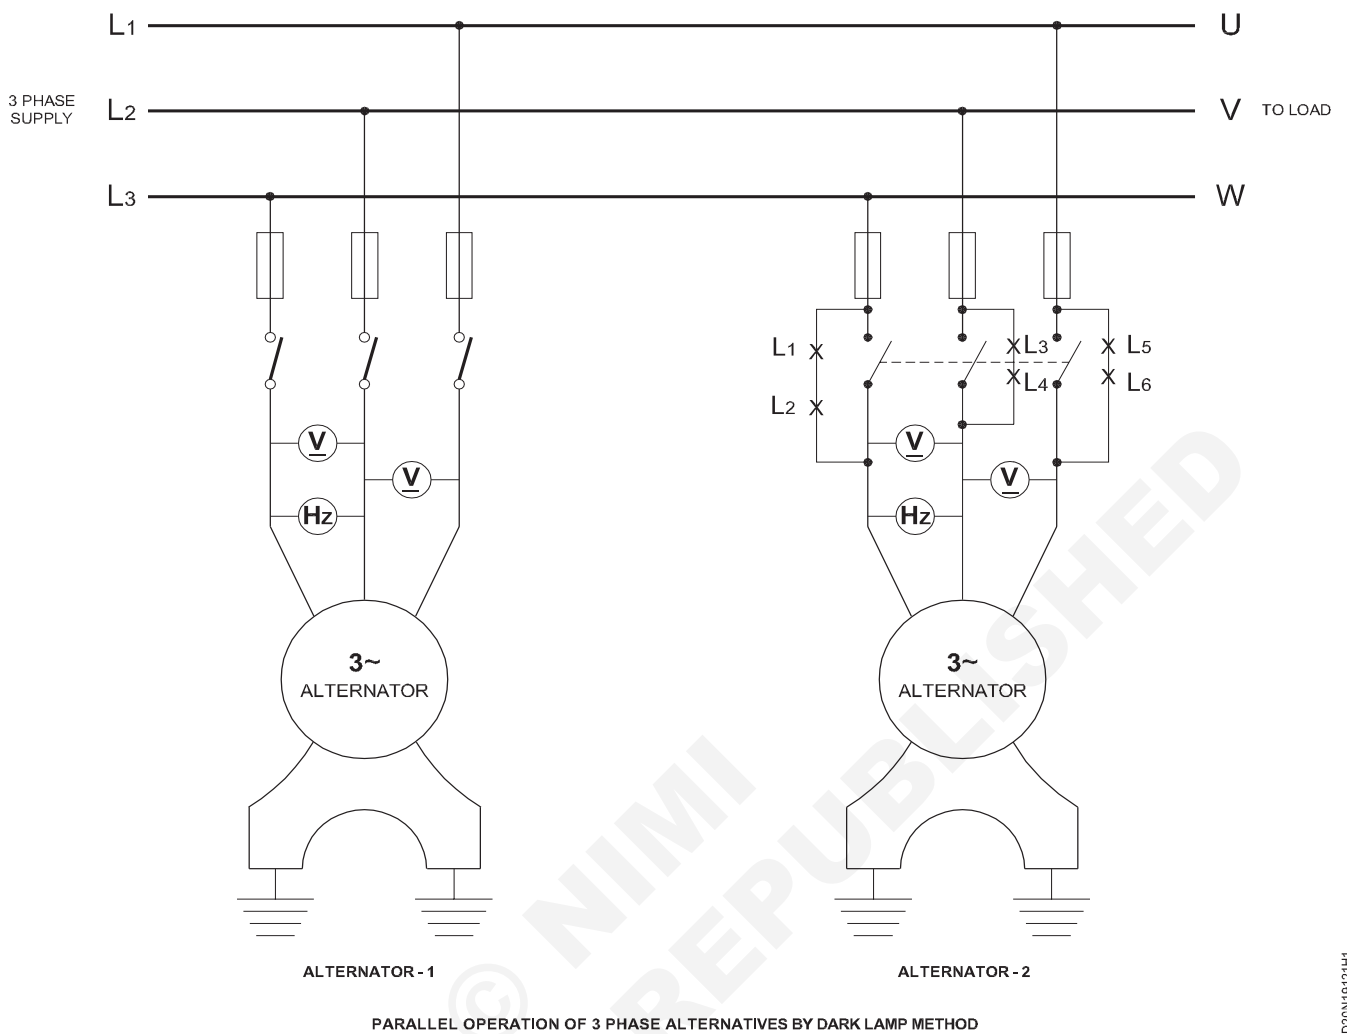 L1
U
3 PHASE
SUPPLY
L2
V
TO LOAD
L3
W
L1
L2
L3
L4
L5
L6
V
V
Hz
V
V
Hz
3~
ALTERNATOR
3~
ALTERNATOR
ALTERNATOR - 1
ALTERNATOR - 2
PARALLEL OPERATION OF 3 PHASE ALTERNATIVES BY DARK LAMP METHOD
© NIMI
REPUBLISHED